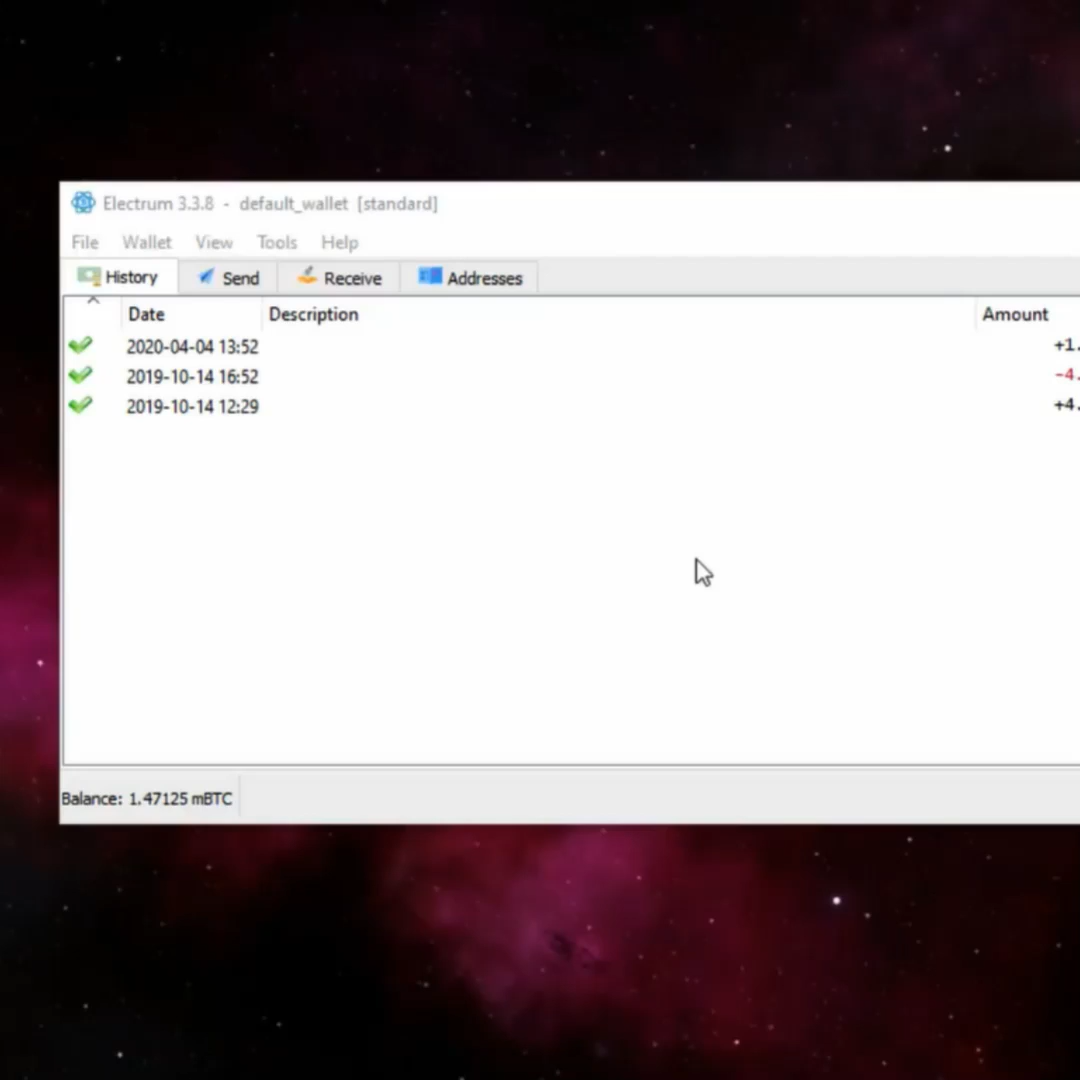 Electrum 3.3.8 - default_wallet [standard]
File Wallet View Tools Help
History Send Receive Addresses
Date Description Amount
2020-04-04 13:52 +1.
2019-10-14 16:52 -4.
2019-10-14 12:29 +4.
Balance: 1.47125 mBTC